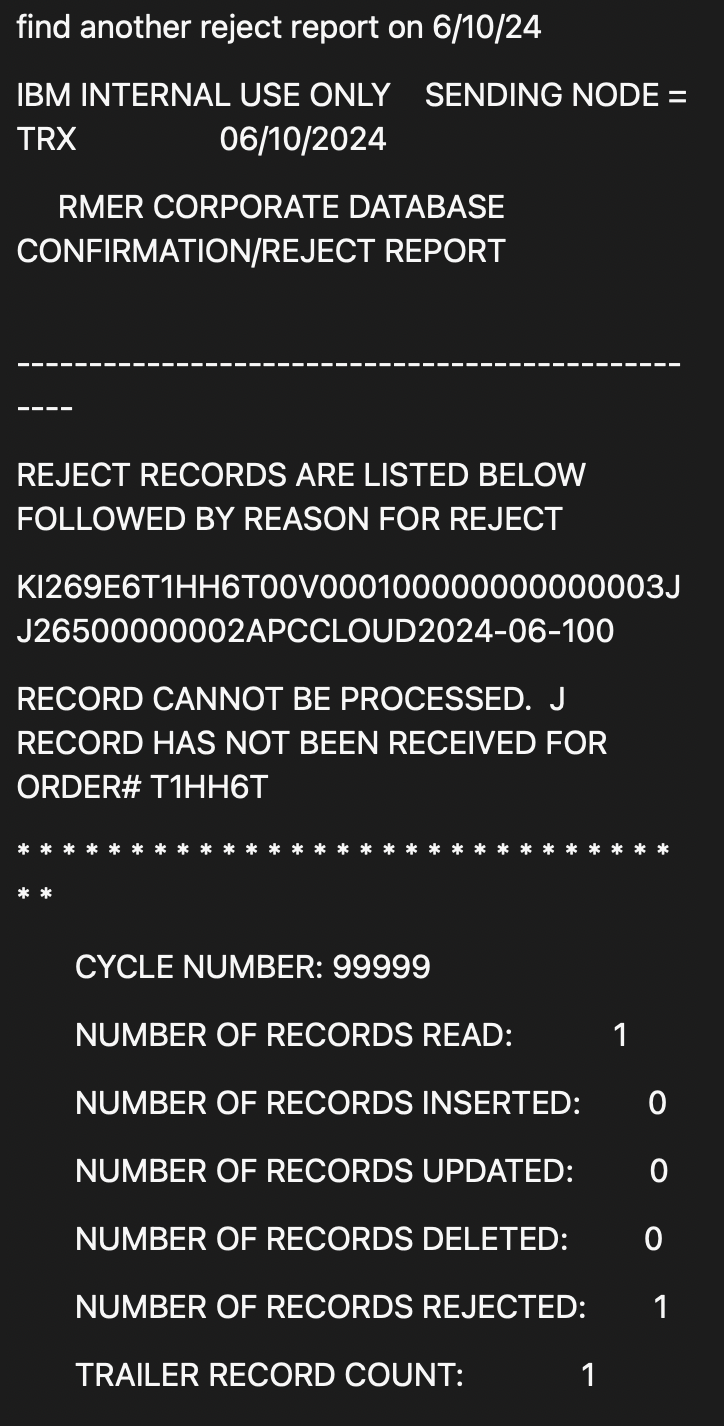 find another reject report on 6/10/24
IBM INTERNAL USE ONLY    SENDING NODE =
TRX                 06/10/2024
RMER CORPORATE DATABASE
CONFIRMATION/REJECT REPORT
----------------------------------------------
----
REJECT RECORDS ARE LISTED BELOW
FOLLOWED BY REASON FOR REJECT
KI269E6T1HH6T00V000100000000000003J
J26500000002APCCLOUD2024-06-100
RECORD CANNOT BE PROCESSED.  J
RECORD HAS NOT BEEN RECEIVED FOR
ORDER# T1HH6T
* * * * * * * * * * * * * * * * * * * * * * * * * * * * *
* *
CYCLE NUMBER: 99999
NUMBER OF RECORDS READ:            1
NUMBER OF RECORDS INSERTED:        0
NUMBER OF RECORDS UPDATED:         0
NUMBER OF RECORDS DELETED:         0
NUMBER OF RECORDS REJECTED:        1
TRAILER RECORD COUNT:              1